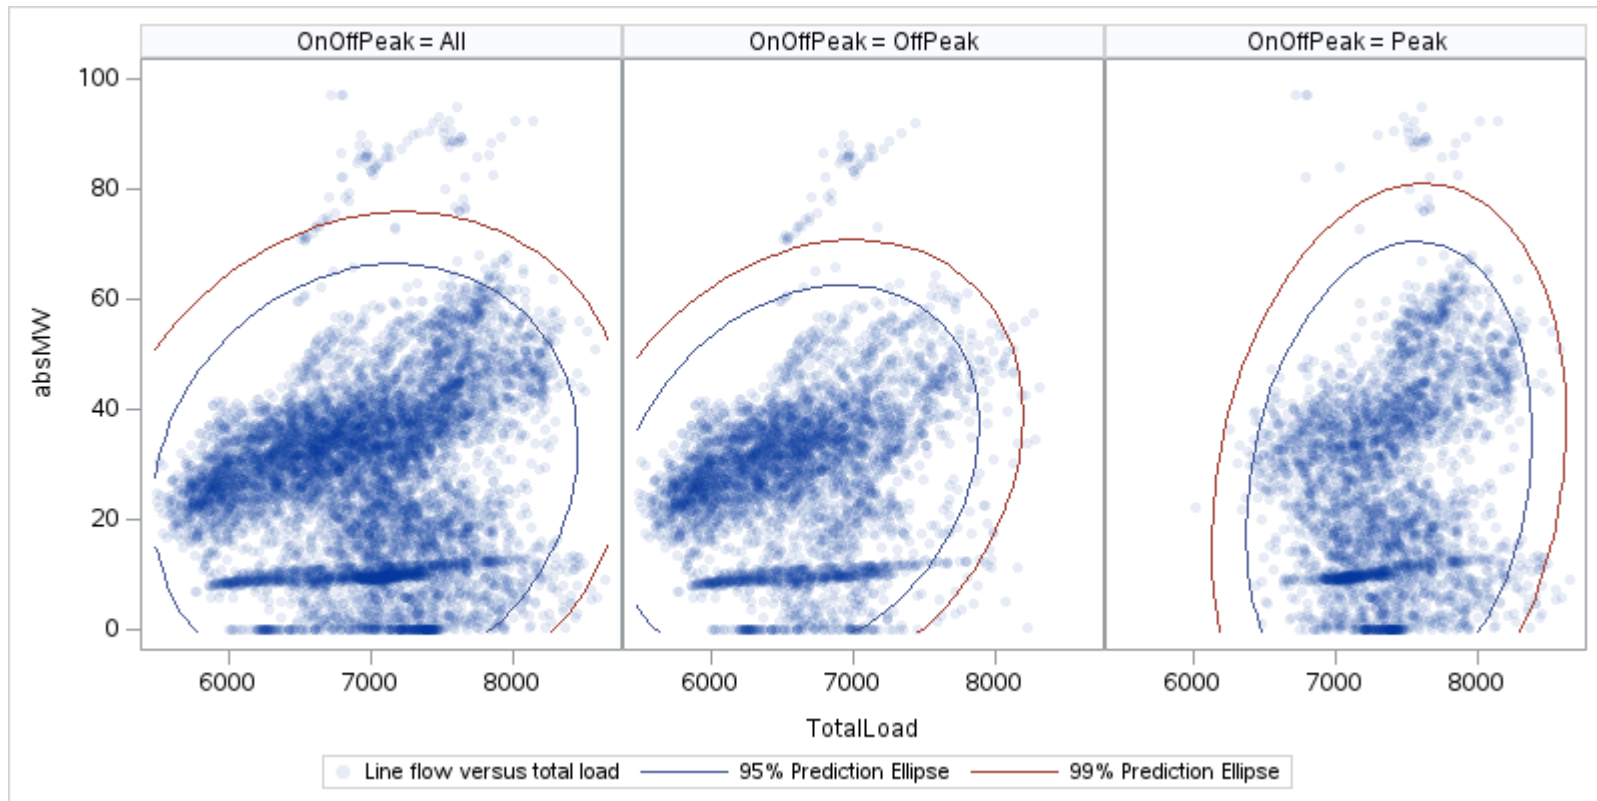 OnOffPeak = All
OnOffPeak = OffPeak
OnOffPeak = Peak
100
80
60
40
20
0
absMW
6000 7000 8000
6000 7000 8000
6000 7000 8000
TotalLoad
Line flow versus total load
95% Prediction Ellipse
99% Prediction Ellipse